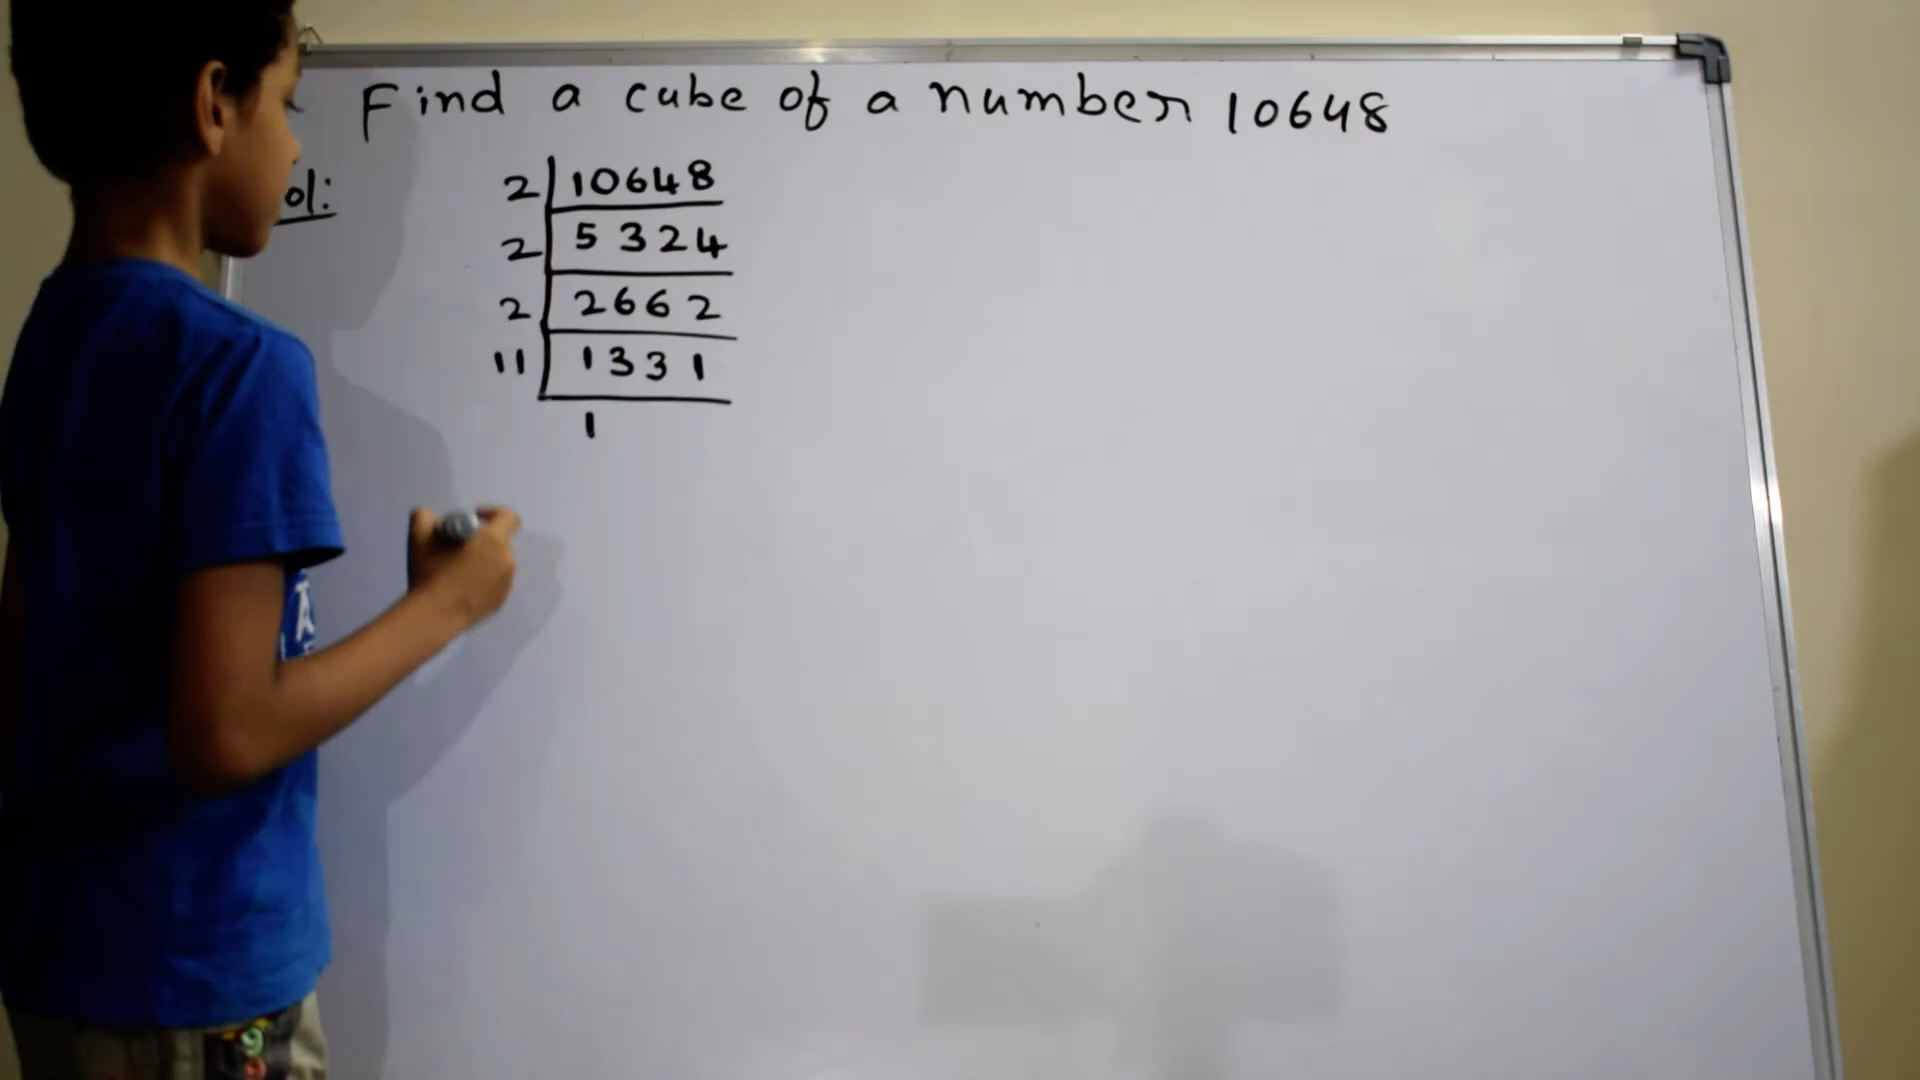 Find a cube of a number 10648
ol:
2 | 10648
2 | 5324
2 | 2662
11 | 1331
1